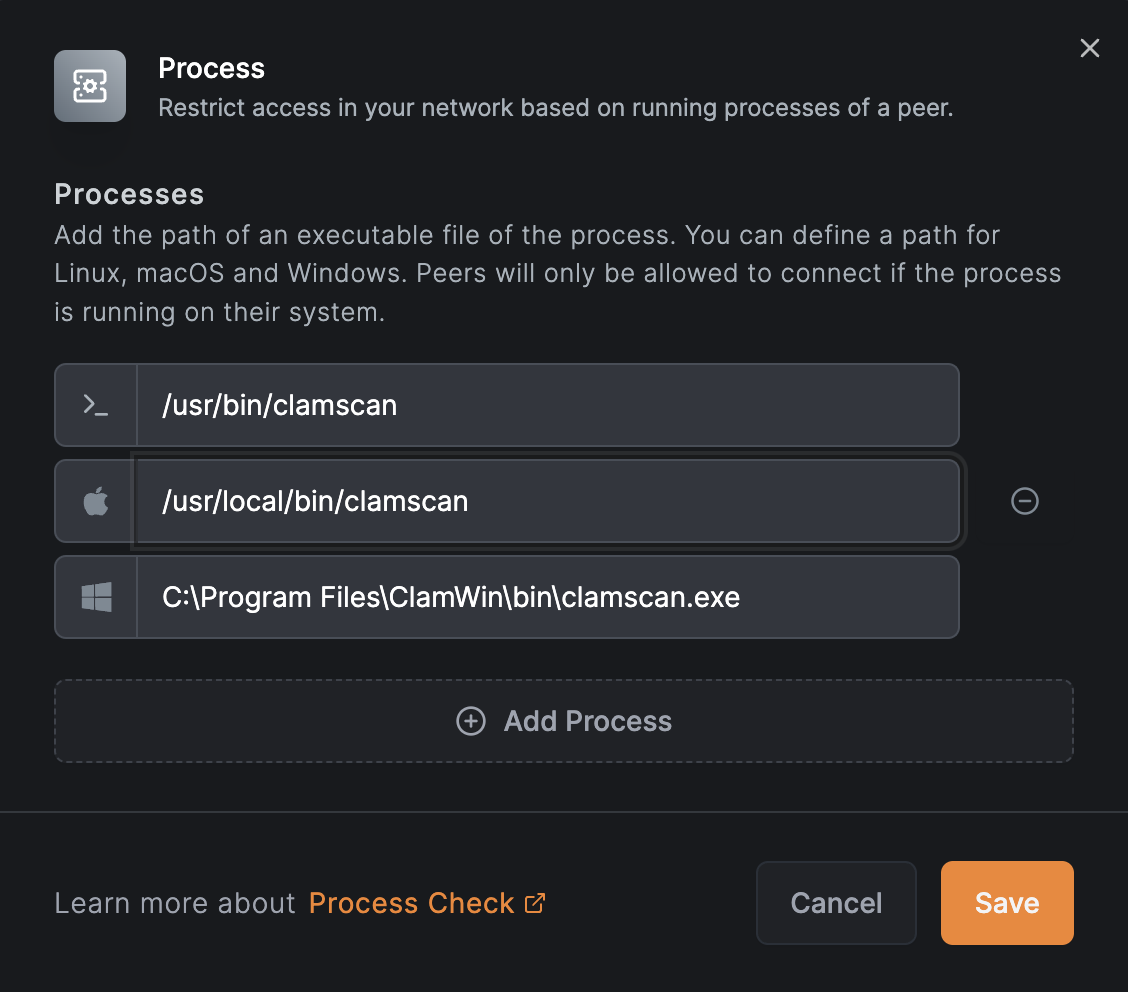 Process
Restrict access in your network based on running processes of a peer.
Processes
Add the path of an executable file of the process. You can define a path for
Linux, macOS and Windows. Peers will only be allowed to connect if the process
is running on their system.
/usr/bin/clamscan
/usr/local/bin/clamscan
C:\Program Files\ClamWin\bin\clamscan.exe
Add Process
Learn more about Process Check
Cancel
Save